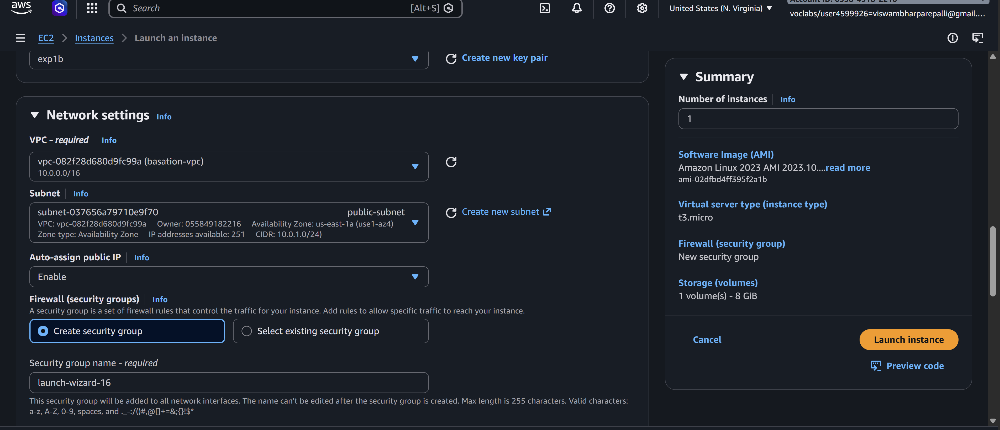 aws
Search [Alt+S]
United States (N. Virginia)
Account ID: 0558-4918-2216
voclabs/user4599926=viswambharparepalli@gmail....
EC2 Instances Launch an instance
exp1b
Create new key pair
Network settings Info
VPC - required Info
vpc-082f28d680d9fc99a (basation-vpc)
10.0.0.0/16
Subnet Info
subnet-037656a79710e9f70 public-subnet
VPC: vpc-082f28d680d9fc99a Owner: 055849182216 Availability Zone: us-east-1a (use1-az4)
Zone type: Availability Zone IP addresses available: 251 CIDR: 10.0.1.0/24)
Create new subnet
Auto-assign public IP Info
Enable
Firewall (security groups) Info
A security group is a set of firewall rules that control the traffic for your instance. Add rules to allow specific traffic to reach your instance.
Create security group
Select existing security group
Security group name - required
launch-wizard-16
This security group will be added to all network interfaces. The name can't be edited after the security group is created. Max length is 255 characters. Valid characters:
a-z, A-Z, 0-9, spaces, and ._-:/()#,@[]+=&;{}!$*
Summary
Number of instances Info
1
Software Image (AMI)
Amazon Linux 2023 AMI 2023.10....read more
ami-02dfbd4ff395f2a1b
Virtual server type (instance type)
t3.micro
Firewall (security group)
New security group
Storage (volumes)
1 volume(s) - 8 GiB
Cancel
Launch instance
Preview code